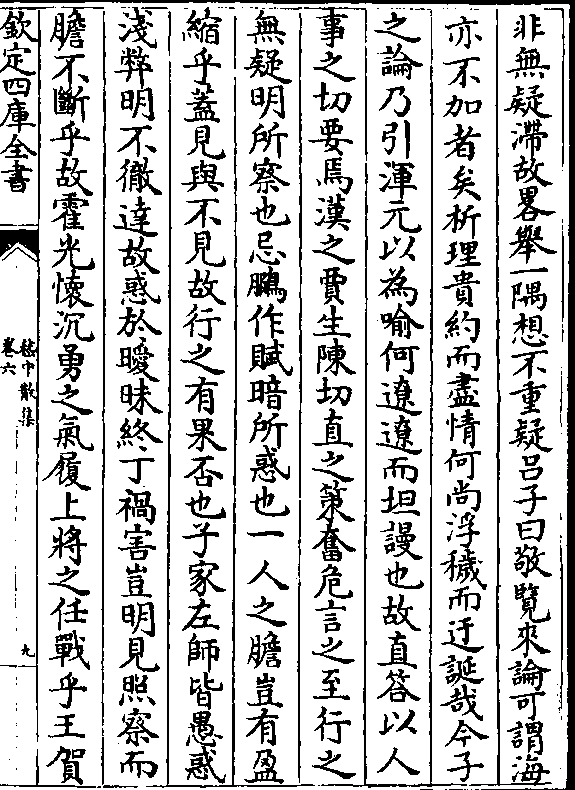 非無疑滯故畧舉一隅想不重疑吕子曰敬覽來論可謂海
亦不加者矣析理貴約而盡情何尚浮穢而迂誕哉今子
之論乃引渾元以為喻何遼遼而坦謾也故直答以人
事之切要焉漢之賈生陳切直之策奮危言之至行之
無疑明所察也忌鵩作賦暗所惑也一人之膽豈有盈
縮乎蓋見與不見故行之有果否也子家左師皆愚惑
淺弊明不徹達故惑於曖昧終丁禍害豈明見照察而
膽不斷乎故霍光懷沉勇之氣履上將之任戰乎王賀
欽定四庫全書
嵇中散集
卷六
九